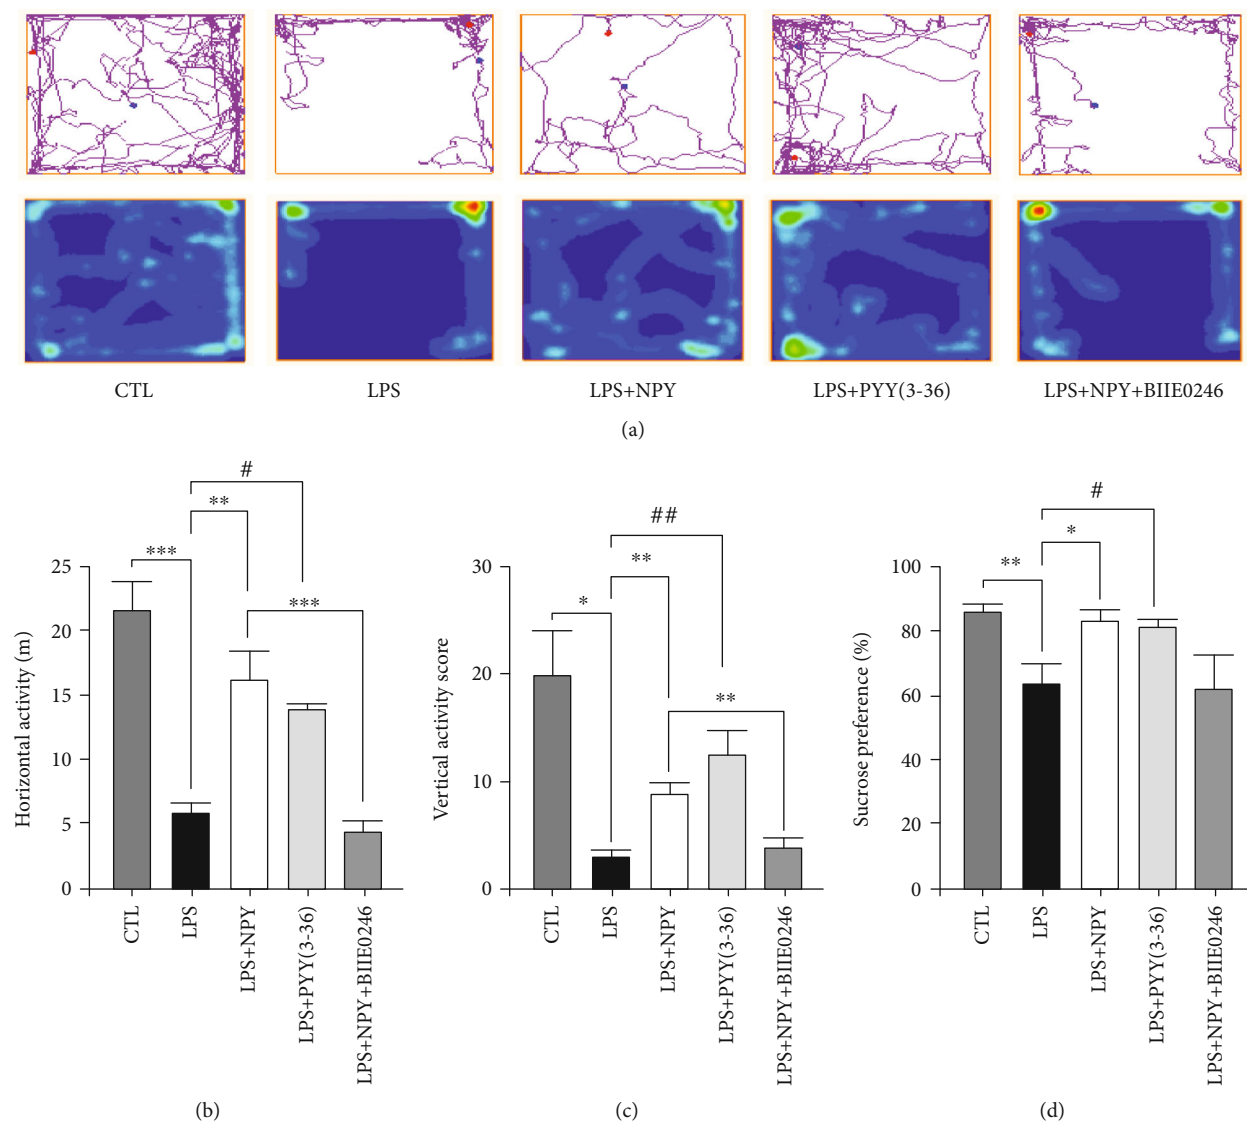 CTL
LPS
LPS+NPY
LPS+PYY(3-36)
LPS+NPY+BIIE0246
(a)
Horizontal activity (m)
25
20
15
10
5
0
***
**
#
***
CTL
LPS
LPS+NPY
LPS+PYY(3-36)
LPS+NPY+BIIE0246
(b)
Vertical activity score
30
20
10
0
*
**
##
**
CTL
LPS
LPS+NPY
LPS+PYY(3-36)
LPS+NPY+BIIE0246
(c)
Sucrose preference (%)
100
80
60
40
20
0
**
*
#
CTL
LPS
LPS+NPY
LPS+PYY(3-36)
LPS+NPY+BIIE0246
(d)